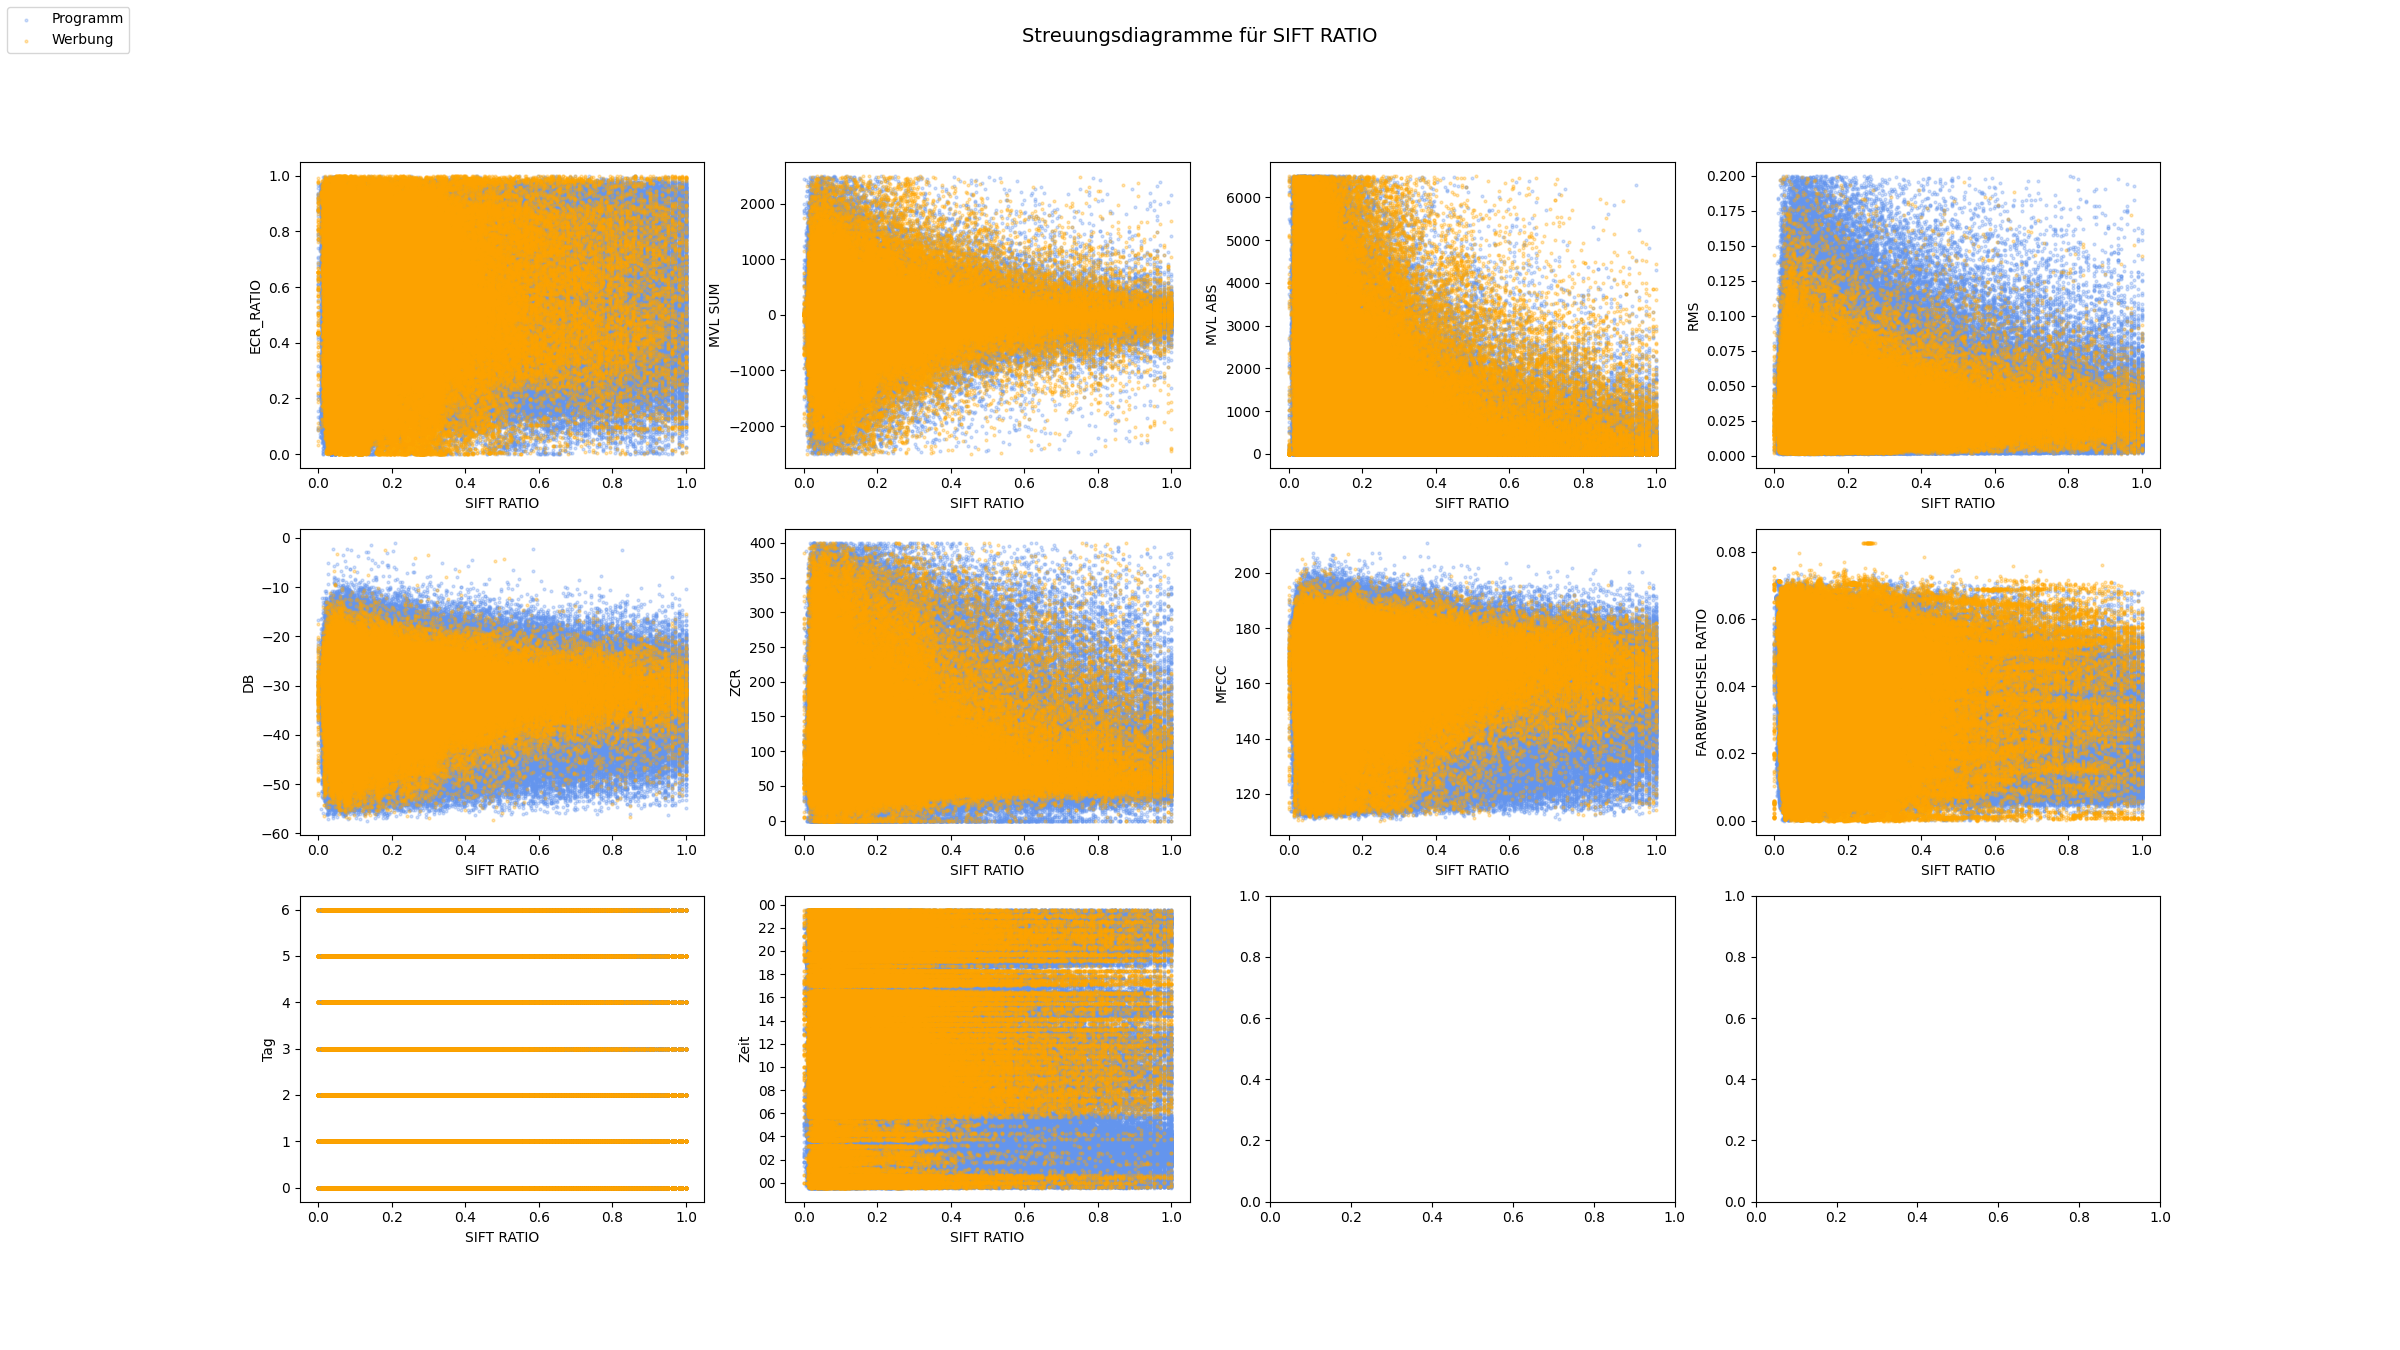 Programm
Werbung
Streuungsdiagramme für SIFT RATIO
1.0
0.8
0.6
0.4
0.2
0.0
ECR_RATIO
0.0 0.2 0.4 0.6 0.8 1.0
SIFT RATIO
2000
1000
0
−1000
−2000
MVL SUM
0.0 0.2 0.4 0.6 0.8 1.0
SIFT RATIO
6000
5000
4000
3000
2000
1000
0
MVL ABS
0.0 0.2 0.4 0.6 0.8 1.0
SIFT RATIO
0.200
0.175
0.150
0.125
0.100
0.075
0.050
0.025
0.000
RMS
0.0 0.2 0.4 0.6 0.8 1.0
SIFT RATIO
0
−10
−20
−30
−40
−50
−60
DB
0.0 0.2 0.4 0.6 0.8 1.0
SIFT RATIO
400
350
300
250
200
150
100
50
0
ZCR
0.0 0.2 0.4 0.6 0.8 1.0
SIFT RATIO
200
180
160
140
120
MFCC
0.0 0.2 0.4 0.6 0.8 1.0
SIFT RATIO
0.08
0.06
0.04
0.02
0.00
FARBWECHSEL RATIO
0.0 0.2 0.4 0.6 0.8 1.0
SIFT RATIO
6
5
4
3
2
1
0
Tag
0.0 0.2 0.4 0.6 0.8 1.0
SIFT RATIO
00
22
20
18
16
14
12
10
08
06
04
02
00
Zeit
0.0 0.2 0.4 0.6 0.8 1.0
SIFT RATIO
1.0
0.8
0.6
0.4
0.2
0.0
0.0 0.2 0.4 0.6 0.8 1.0
1.0
0.8
0.6
0.4
0.2
0.0
0.0 0.2 0.4 0.6 0.8 1.0